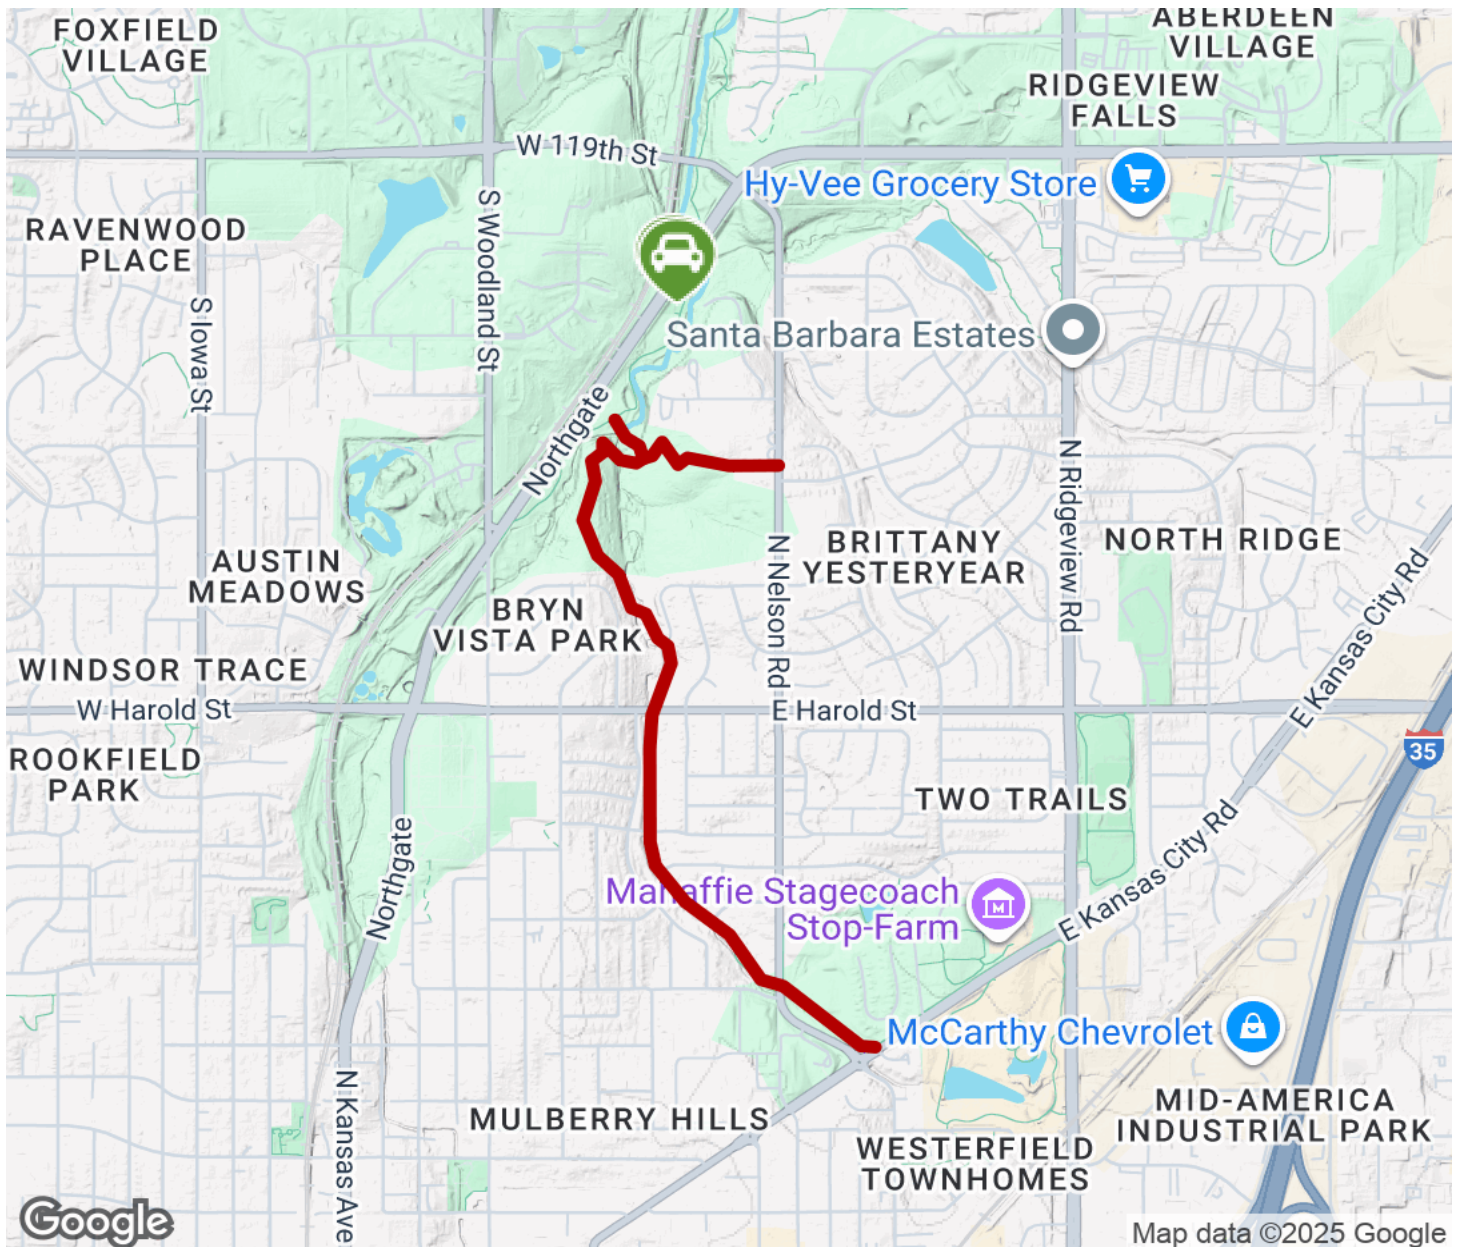 FOXFIELD
VILLAGE
ABERDEEN
VILLAGE
RIDGEVIEW
FALLS
W 119th St
Hy-Vee Grocery Store
RAVENWOOD
PLACE
S Woodland St
S Iowa St
Santa Barbara Estates
Northgate
N Ridgeview Rd
AUSTIN
MEADOWS
BRITTANY
YESTERYEAR
NORTH RIDGE
N Nelson Rd
BRYN
VISTA PARK
E Kansas City Rd
WINDSOR TRACE
W Harold St
E Harold St
35
ROOKFIELD
PARK
TWO TRAILS
Northgate
E Kansas City Rd
Mahaffie Stagecoach
Stop-Farm
M
McCarthy Chevrolet
N Kansas Ave
MULBERRY HILLS
MID-AMERICA
INDUSTRIAL PARK
WESTERFIELD
TOWNHOMES
Google
Map data ©2025 Google